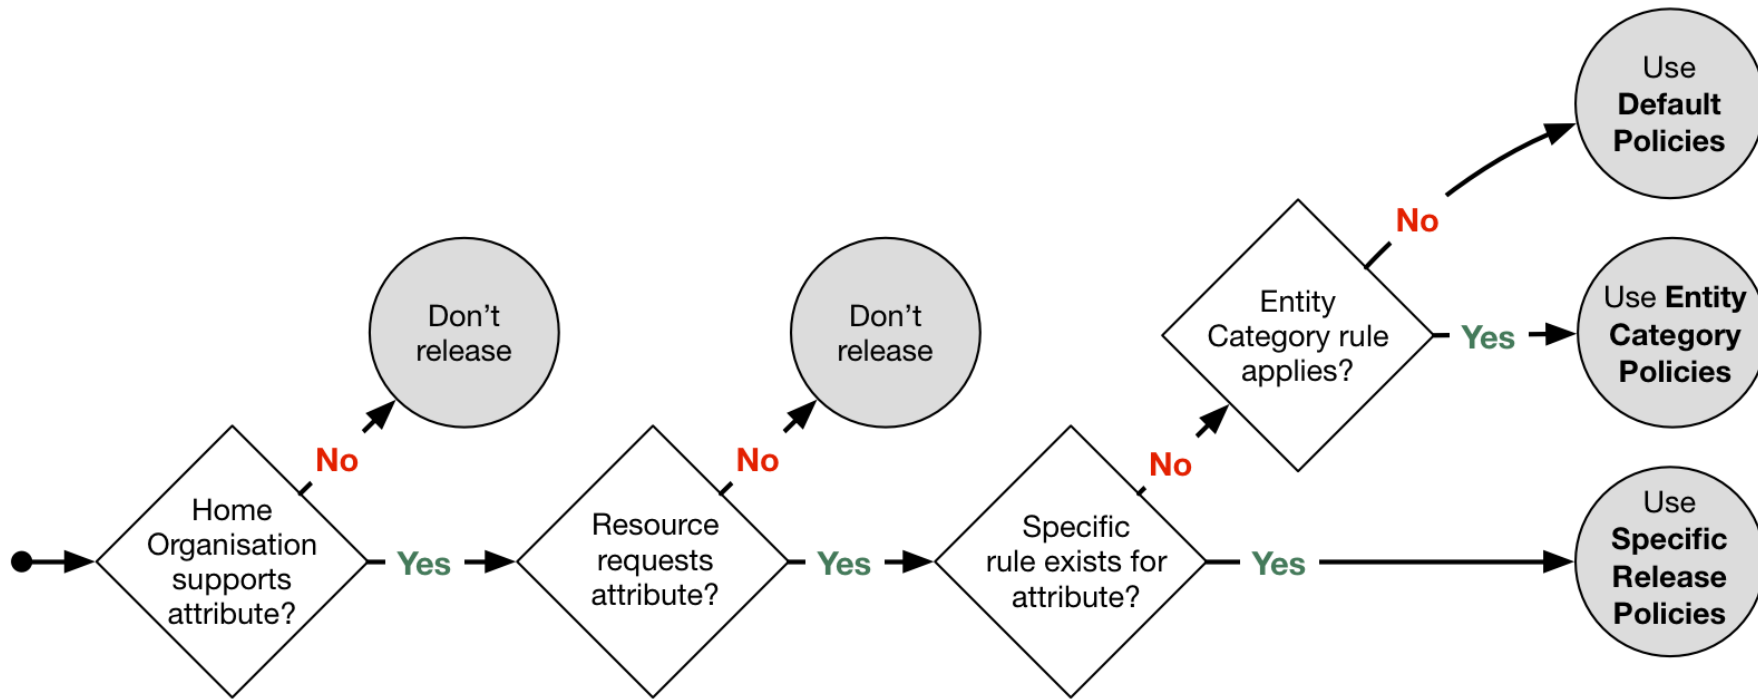 Home
Organisation
supports
attribute?
No
Don't
release
Yes
Resource
requests
attribute?
No
Don't
release
Yes
Specific
rule exists for
attribute?
No
Entity
Category rule
applies?
No
Use
Default
Policies
Yes
Use Entity
Category
Policies
Yes
Use
Specific
Release
Policies